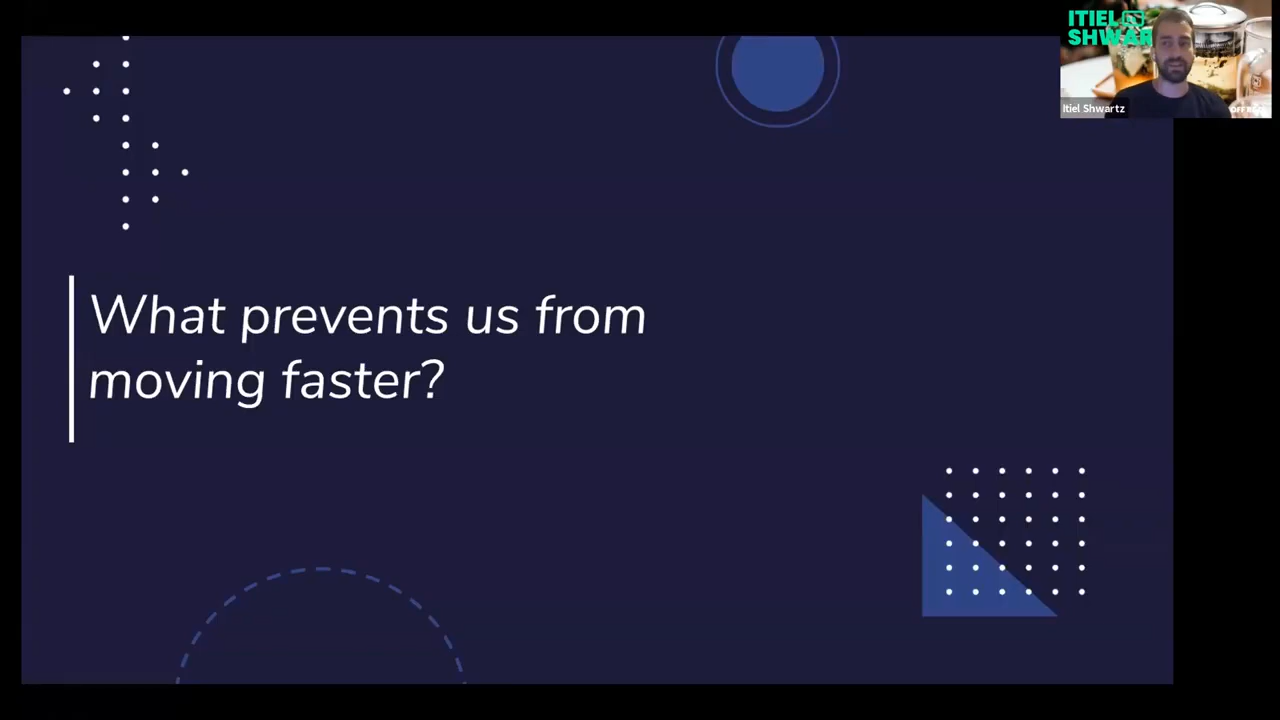 ITIEL
SHWAR
Itiel Shwartz
What prevents us from
moving faster?